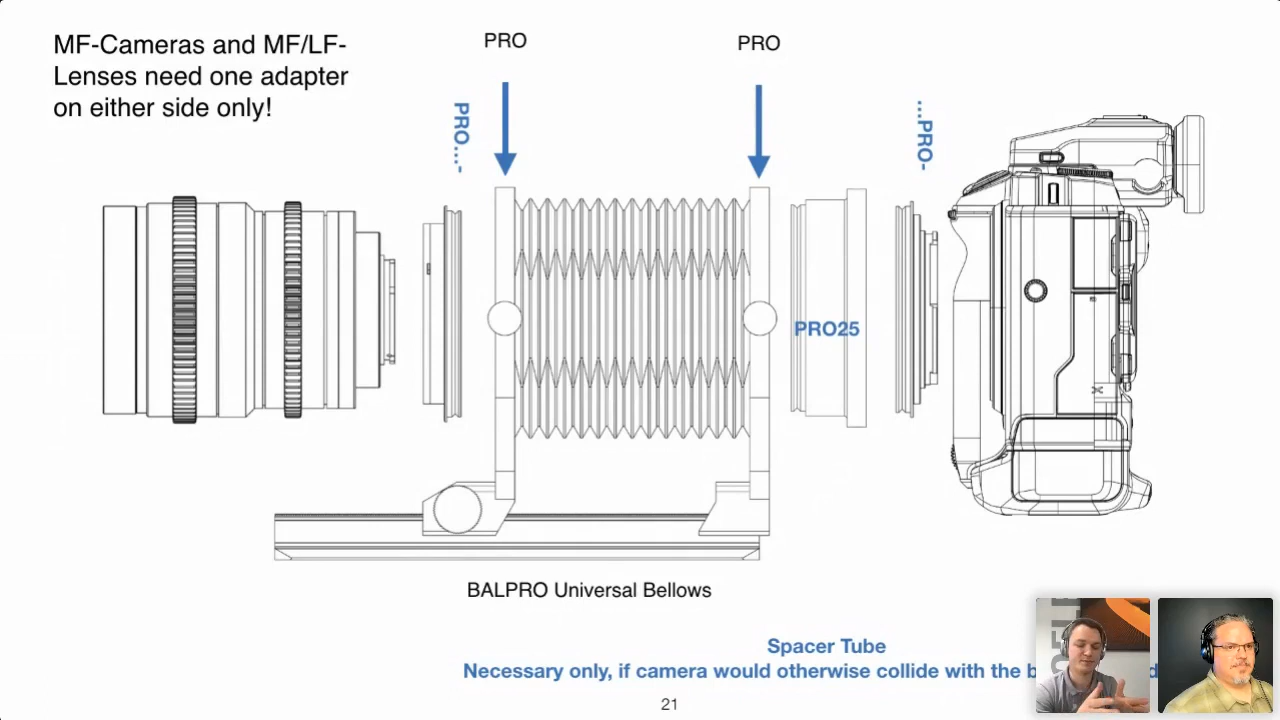 MF-Cameras and MF/LF-
Lenses need one adapter
on either side only!
PRO
PRO
PRO...-
...PRO-
PRO25
BALPRO Universal Bellows
Spacer Tube
Necessary only, if camera would otherwise collide with the
21